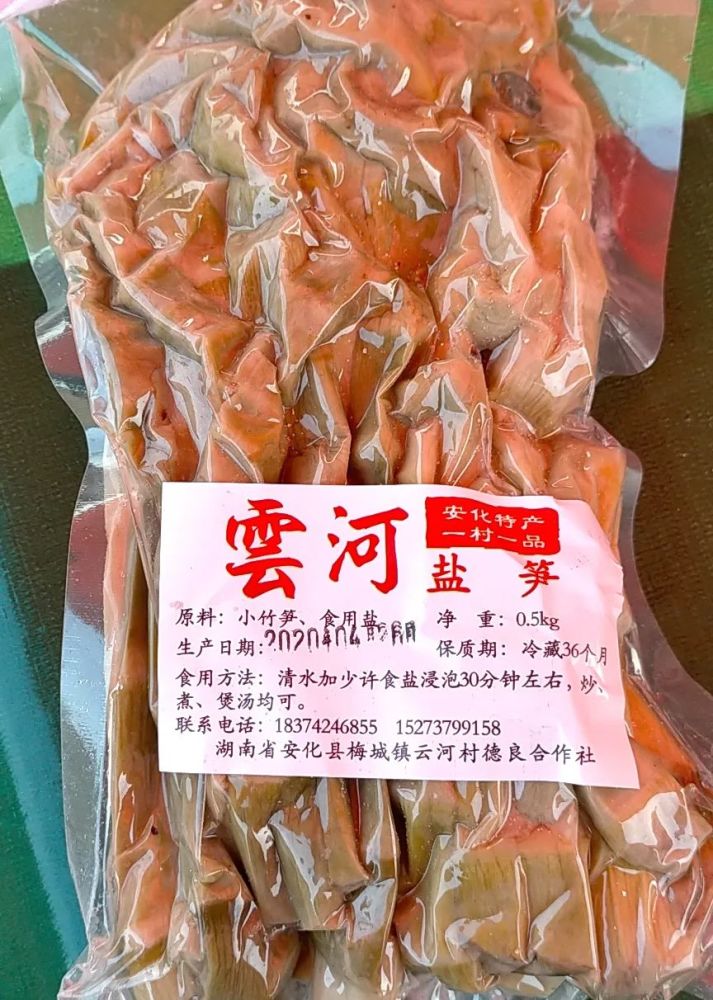 雲河
安化特产
一村一品
盐笋
原料：小竹笋、食用盐 净重：0.5kg
生产日期： 保质期：冷藏36个月
食用方法：清水加少许食盐浸泡30分钟左右，炒、
煮、煲汤均可。
联系电话：18374246855 15273799158
湖南省安化县梅城镇云河村德良合作社